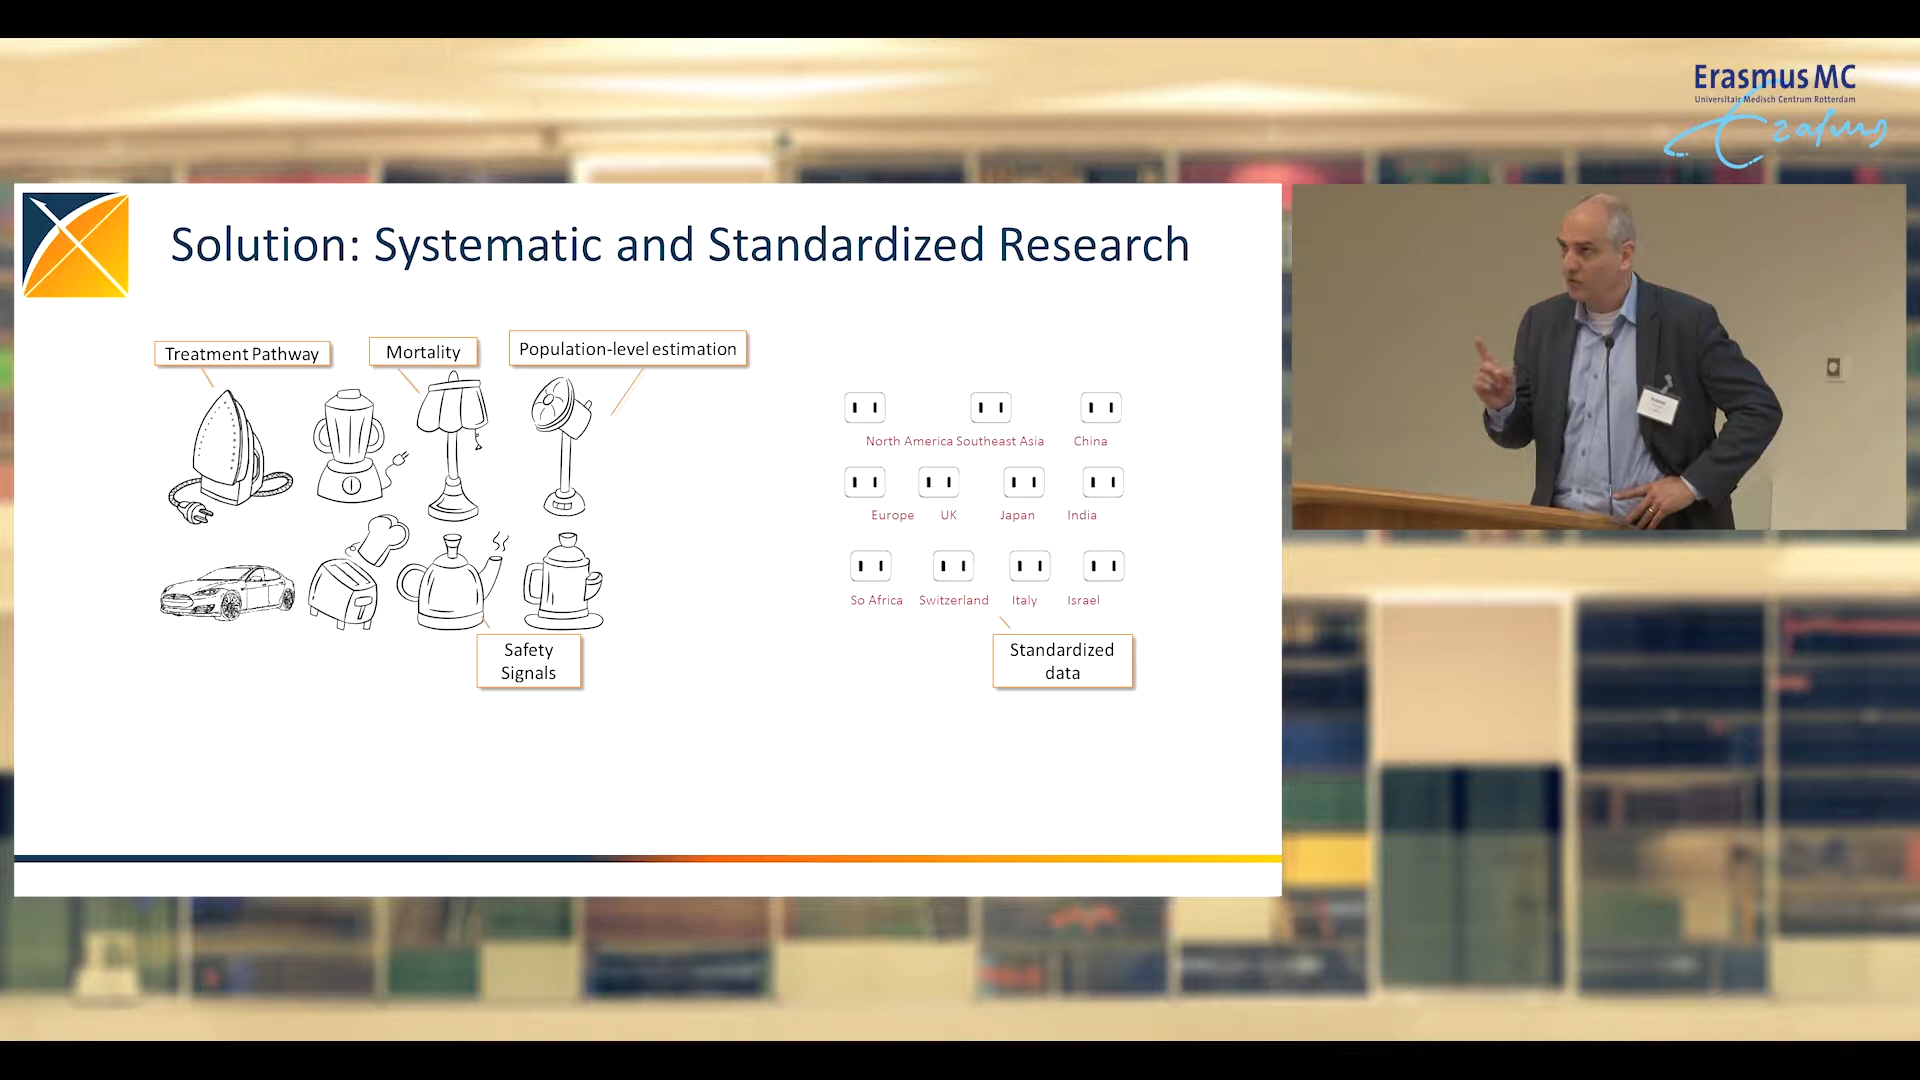 Erasmus MC
Universitair Medisch Centrum Rotterdam
Erasmus
Solution: Systematic and Standardized Research
Treatment Pathway
Mortality
Population-level estimation
North America Southeast Asia China
Europe UK Japan India
So Africa Switzerland Italy Israel
Safety
Signals
Standardized
data